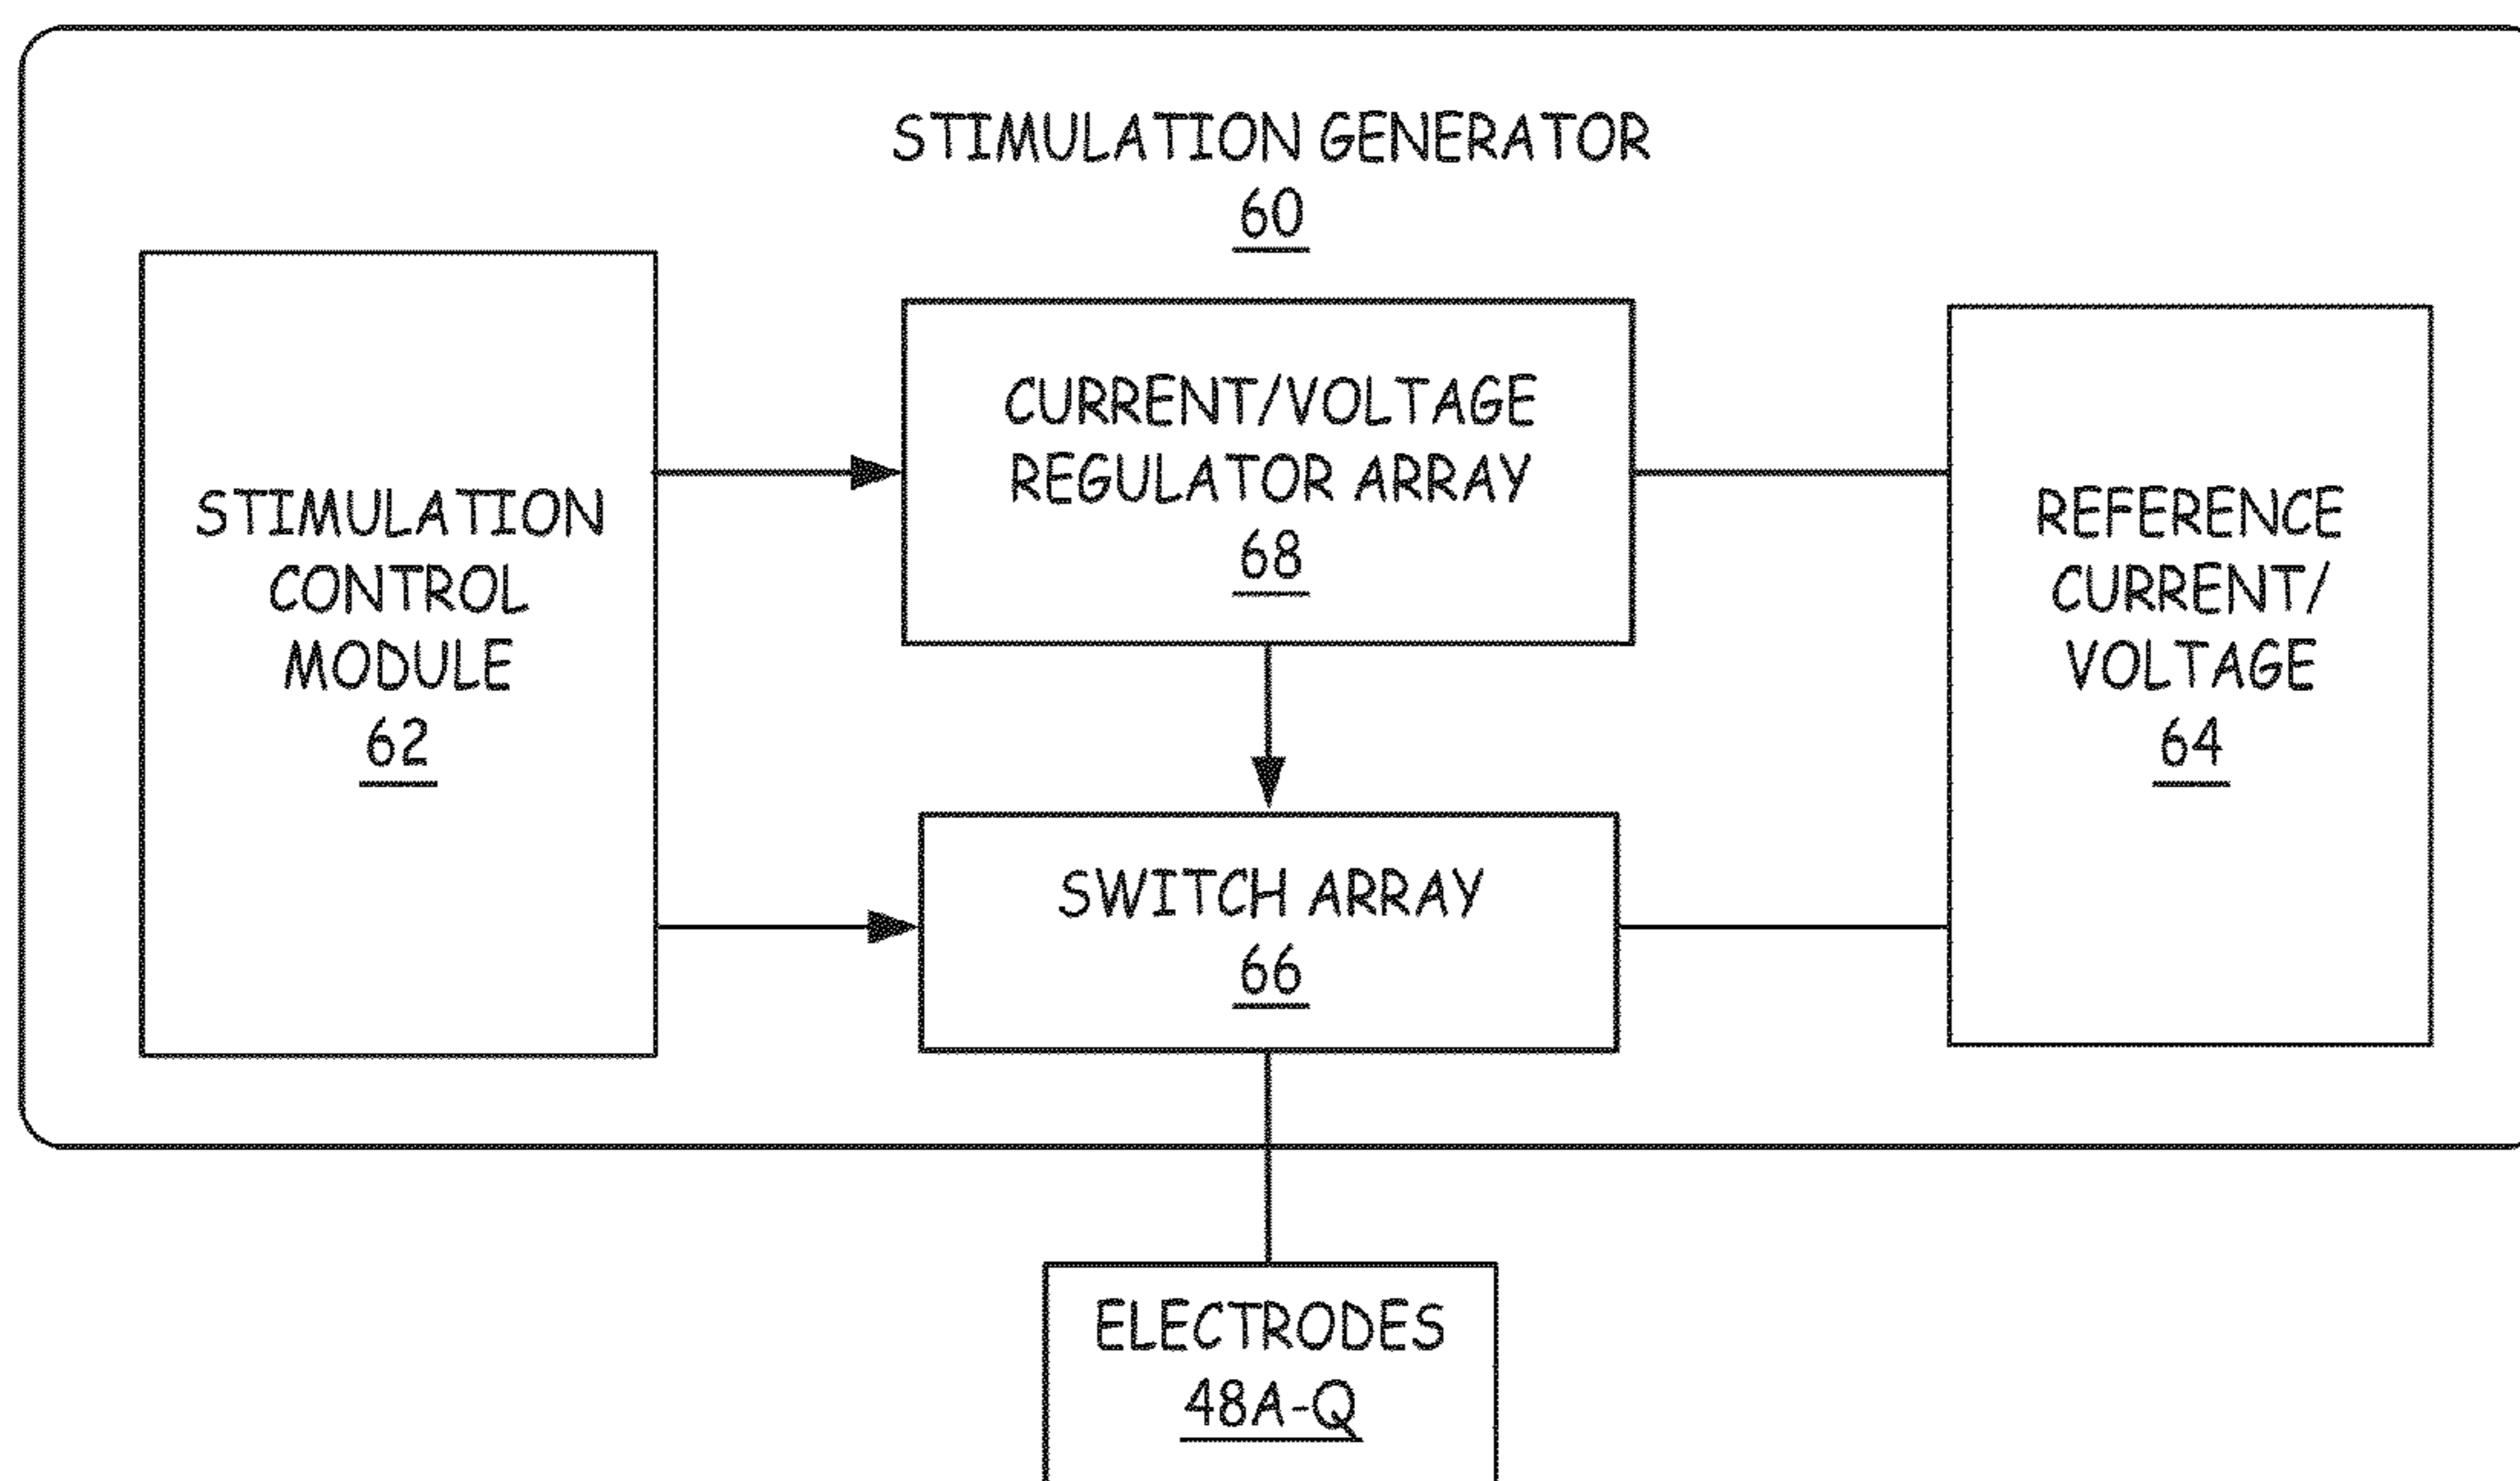 STIMULATION GENERATOR
60
STIMULATION
CONTROL
MODULE
62
CURRENT/VOLTAGE
REGULATOR ARRAY
68
REFERENCE
CURRENT/
VOLTAGE
64
SWITCH ARRAY
66
ELECTRODES
48A-Q